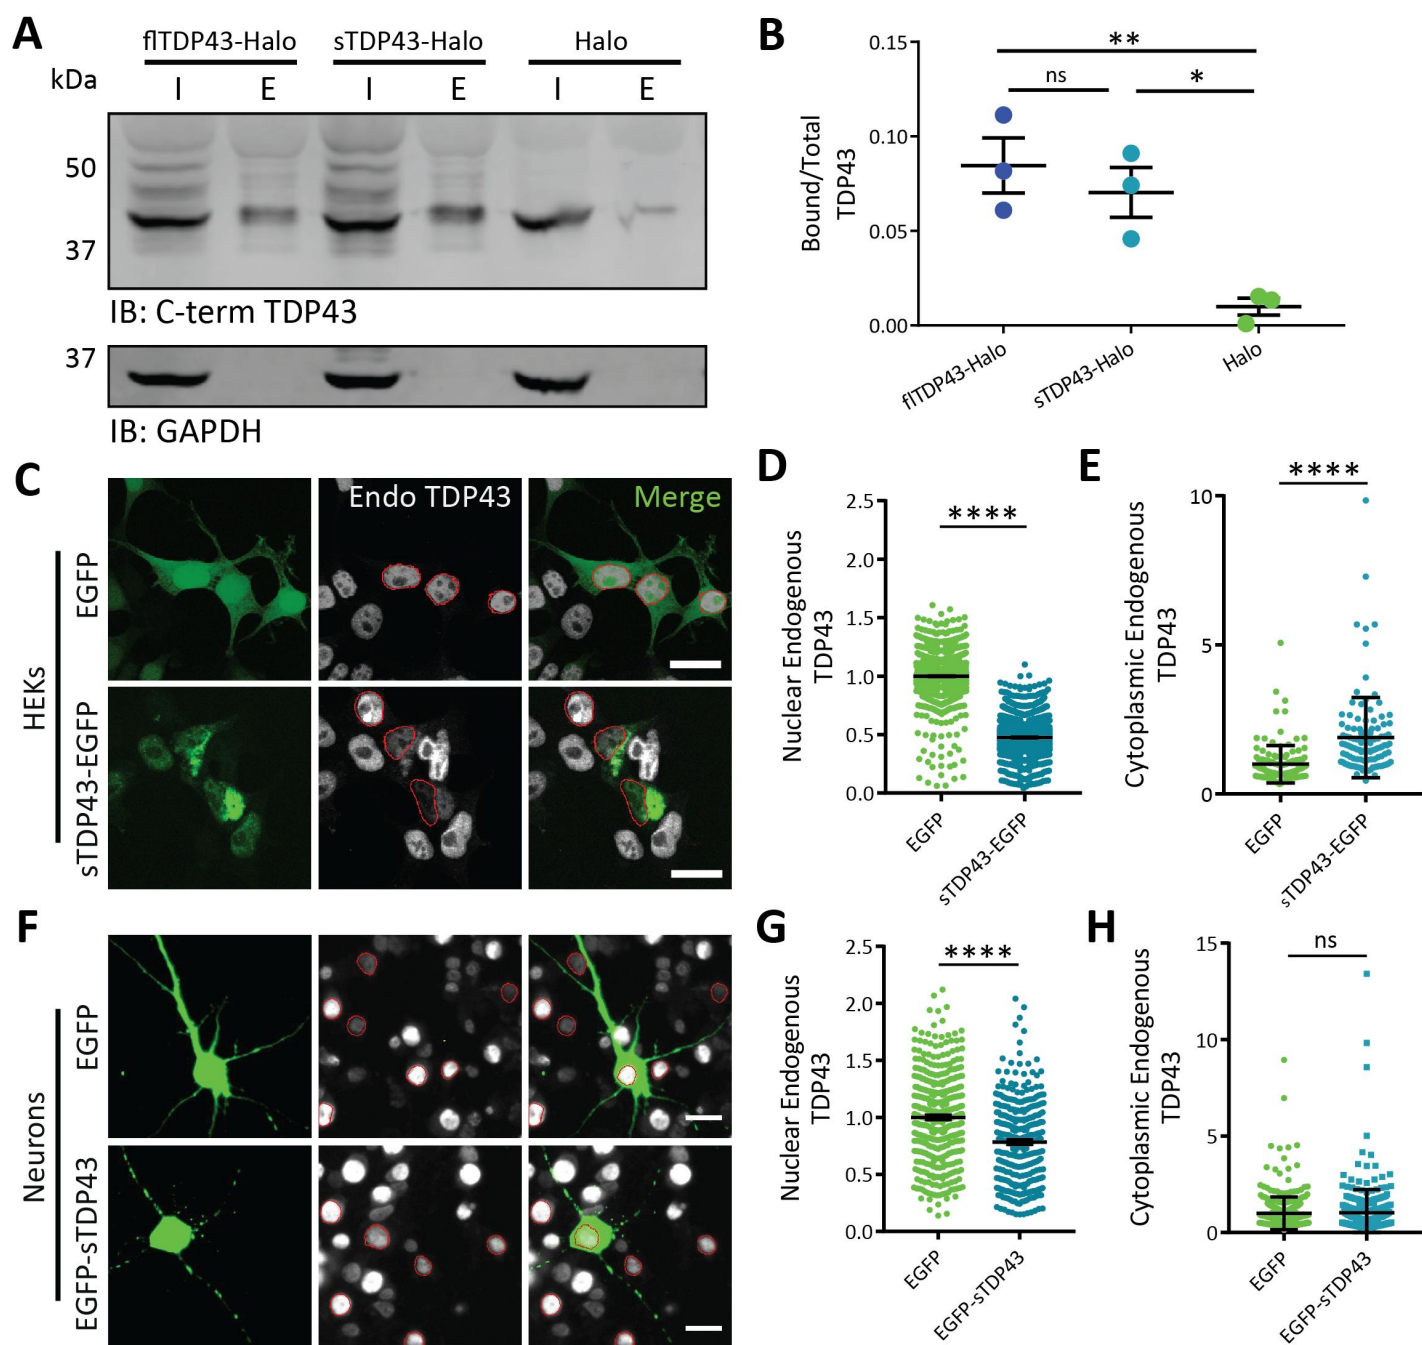 A
flTDP43-Halo sTDP43-Halo Halo
kDa I E I E I E
50
37
IB: C-term TDP43
37
IB: GAPDH
B
** 
ns *
0.15
0.10
0.05
0.00
Bound/Total
TDP43
flTDP43-Halo sTDP43-Halo Halo
C
Endo TDP43 Merge
HEKs
EGFP
sTDP43-EGFP
D
****
2.5
2.0
1.5
1.0
0.5
0.0
Nuclear Endogenous
TDP43
EGFP sTDP43-EGFP
E
****
10
5
0
Cytoplasmic Endogenous
TDP43
EGFP sTDP43-EGFP
F
Neurons
EGFP
EGFP-sTDP43
G
****
2.5
2.0
1.5
1.0
0.5
0.0
Nuclear Endogenous
TDP43
EGFP EGFP-sTDP43
H
ns
15
10
5
0
Cytoplasmic Endogenous
TDP43
EGFP EGFP-sTDP43